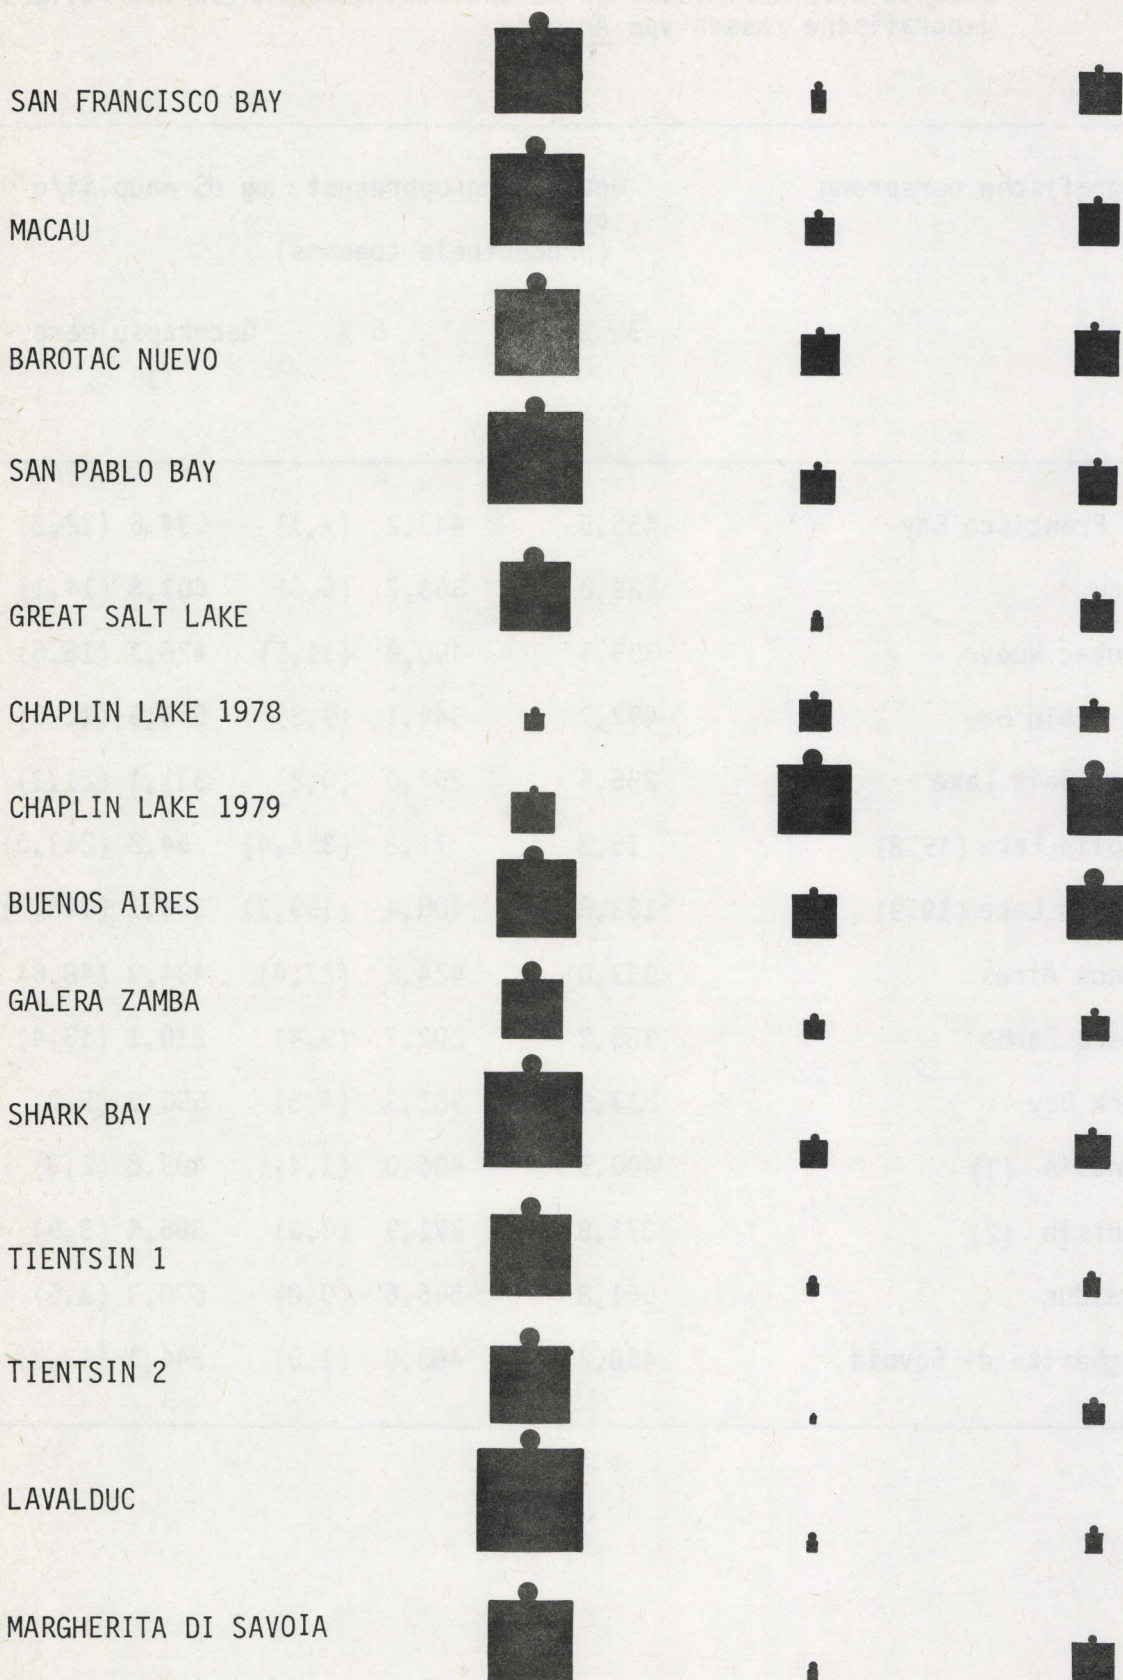 SAN FRANCISCO BAY
MACAU
BAROTAC NUEVO
SAN PABLO BAY
GREAT SALT LAKE
CHAPLIN LAKE 1978
CHAPLIN LAKE 1979
BUENOS AIRES
GALERA ZAMBA
SHARK BAY
TIENTSIN 1
TIENTSIN 2
LAVALDUC
MARGHERITA DI SAVOIA